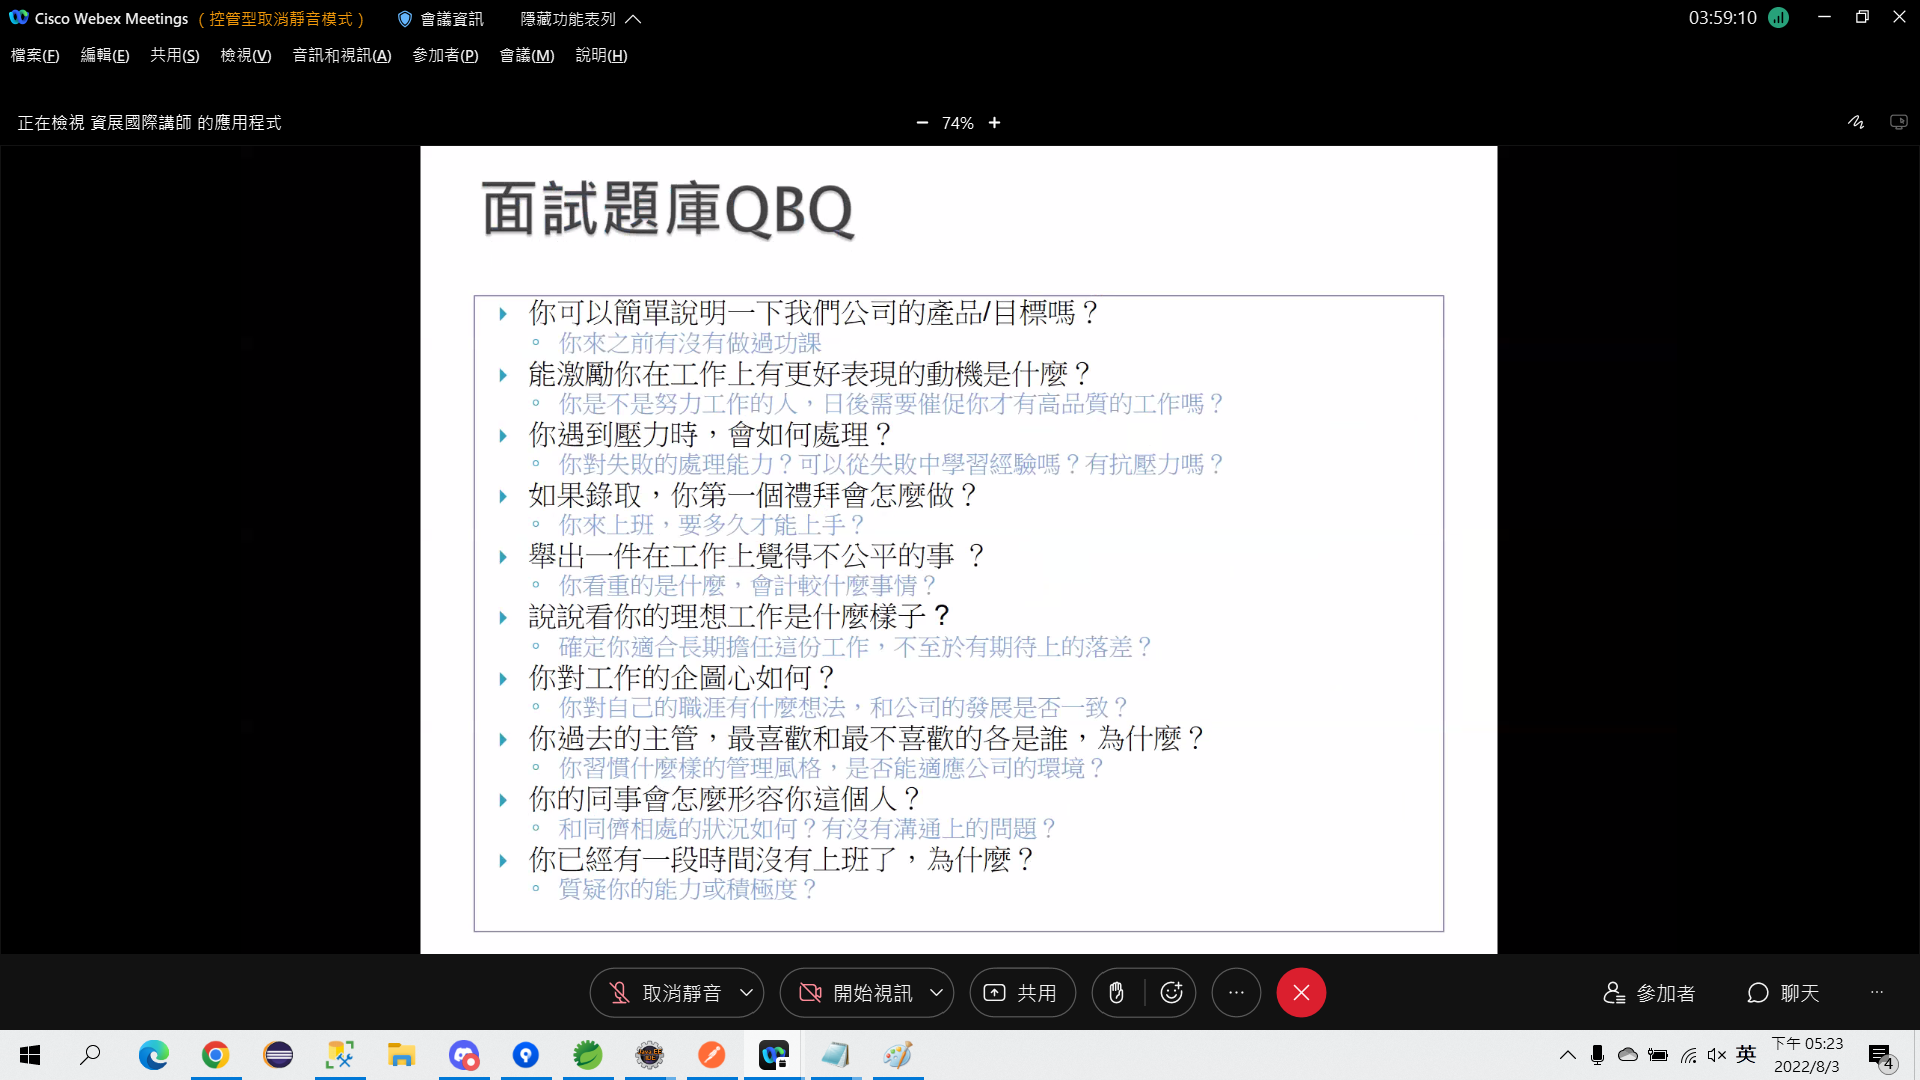 Cisco Webex Meetings （控管型取消靜音模式） 會議資訊 隱藏功能表列 03:59:10
檔案(F) 編輯(E) 共用(S) 檢視(V) 音訊和視訊(A) 參加者(P) 會議(M) 說明(H)
正在檢視 資展國際講師 的應用程式 − 74% +
面試題庫QBQ
你可以簡單說明一下我們公司的產品/目標嗎？
你來之前有沒有做過功課
能激勵你在工作上有更好表現的動機是什麼？
你是不是努力工作的人，日後需要催促你才有高品質的工作嗎？
你遇到壓力時，會如何處理？
你對失敗的處理能力？可以從失敗中學習經驗嗎？有抗壓力嗎？
如果錄取，你第一個禮拜會怎麼做？
你來上班，要多久才能上手？
舉出一件在工作上覺得不公平的事 ？
你看重的是什麼，會計較什麼事情？
說說看你的理想工作是什麼樣子？
確定你適合長期擔任這份工作，不至於有期待上的落差？
你對工作的企圖心如何？
你對自己的職涯有什麼想法，和公司的發展是否一致？
你過去的主管，最喜歡和最不喜歡的各是誰，為什麼？
你習慣什麼樣的管理風格，是否能適應公司的環境？
你的同事會怎麼形容你這個人？
和同儕相處的狀況如何？有沒有溝通上的問題？
你已經有一段時間沒有上班了，為什麼？
質疑你的能力或積極度？
取消靜音 開始視訊 共用 參加者 聊天
英 下午 05:23
2022/8/3 4